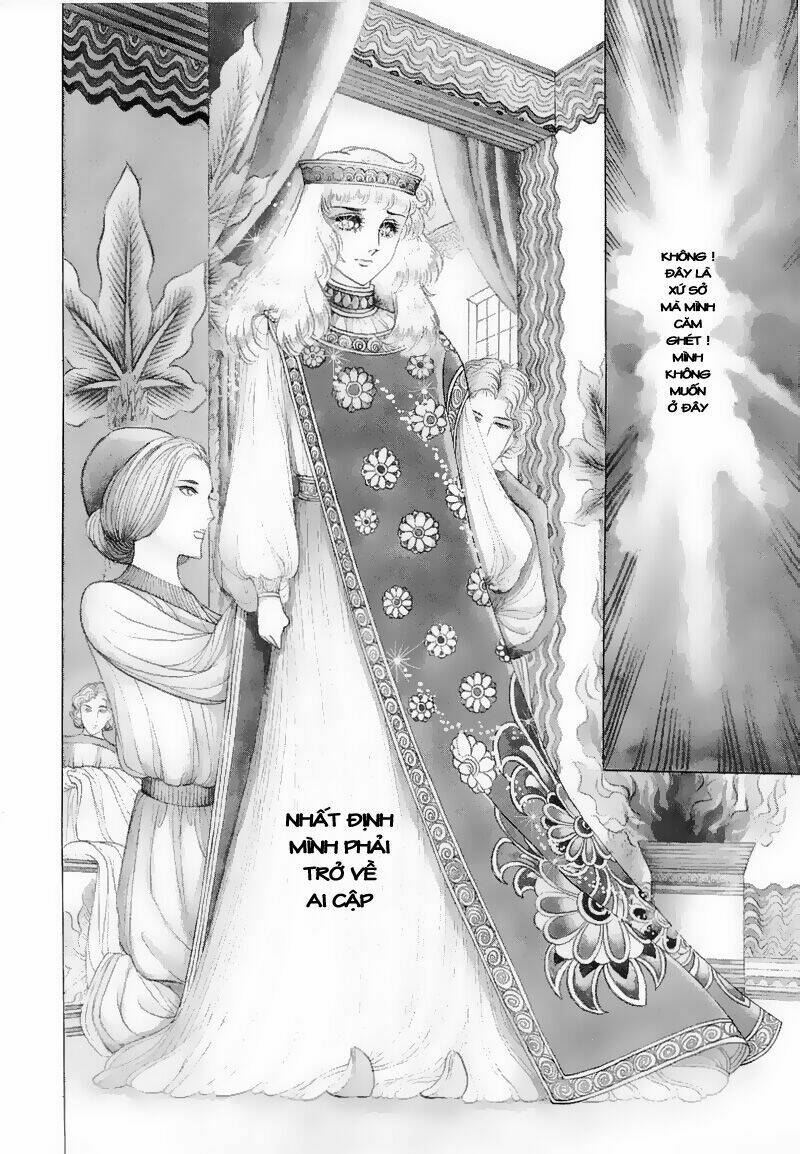 KHÔNG !
ĐÂY LÀ
XỨ SỞ
MÀ MÌNH
CĂM
GHÉT !
MÌNH
KHÔNG
MUỐN
Ở ĐÂY
NHẤT ĐỊNH
MÌNH PHẢI
TRỞ VỀ
AI CẬP